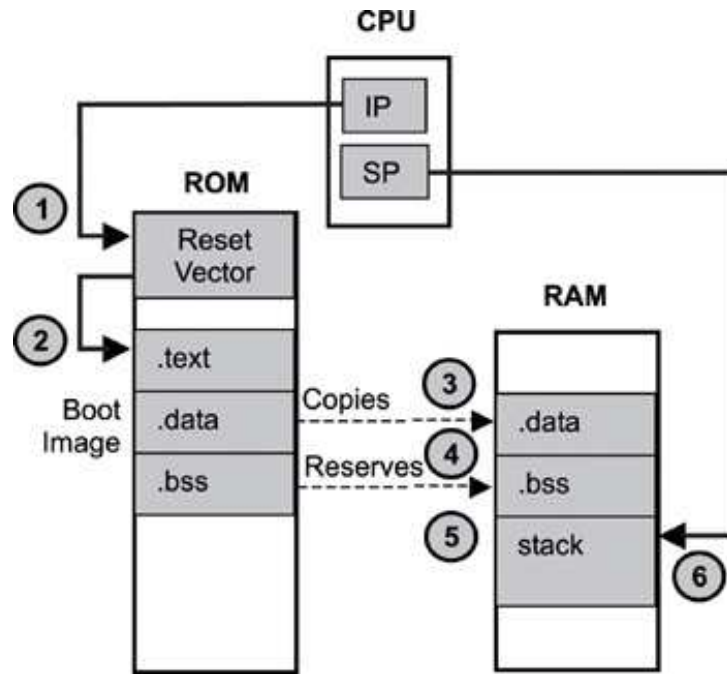 CPU
IP
SP
ROM
1
Reset
Vector
RAM
2
.text
Boot
Image
.data
Copies
3
.data
.bss
Reserves
4
.bss
5
stack
6